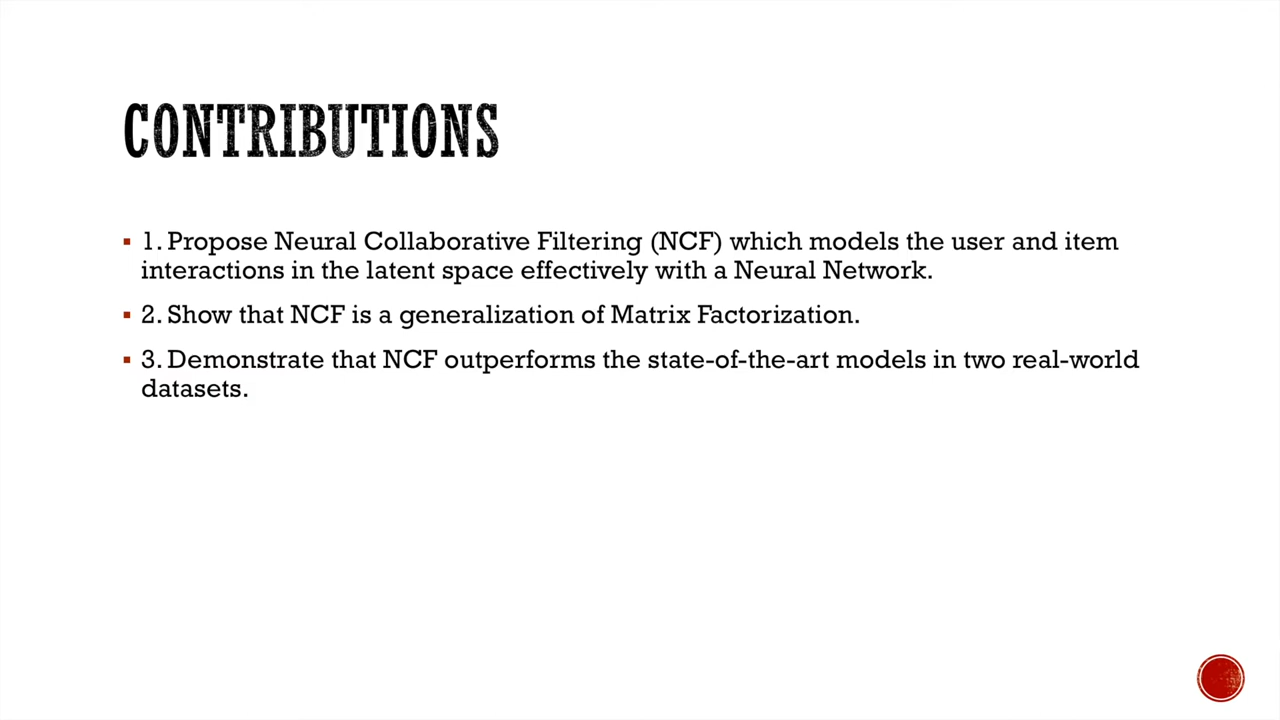 CONTRIBUTIONS
▪ 1. Propose Neural Collaborative Filtering (NCF) which models the user and item
interactions in the latent space effectively with a Neural Network.
▪ 2. Show that NCF is a generalization of Matrix Factorization.
▪ 3. Demonstrate that NCF outperforms the state-of-the-art models in two real-world
datasets.